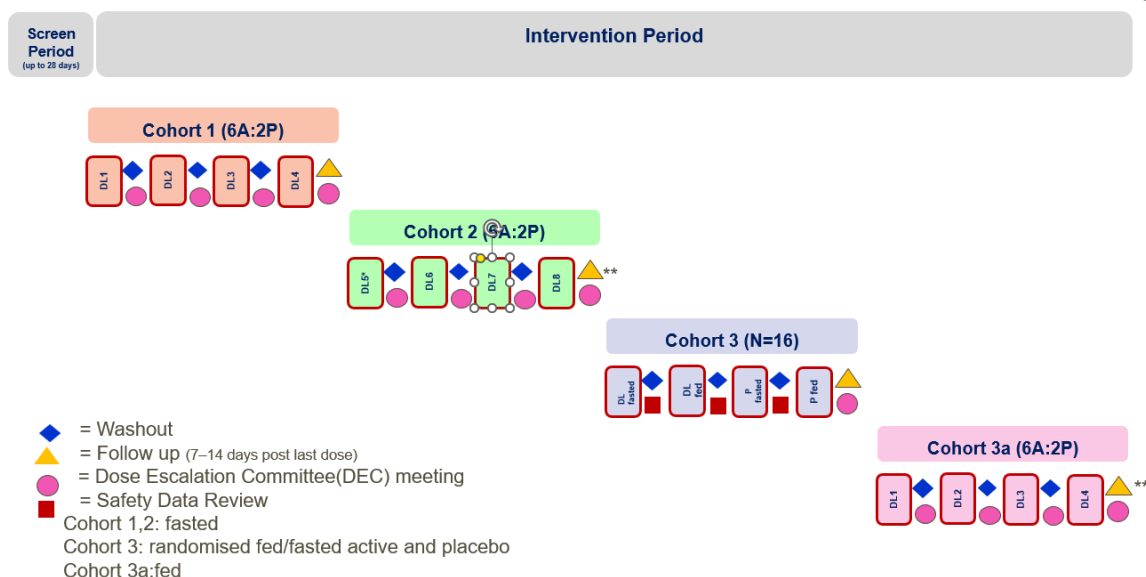 Screen
Period
(up to 28 days)
Intervention Period
Cohort 1 (6A:2P)
DL1
DL2
DL3
DL4
Cohort 2 (A:2P)
DL5*
DL6
DL7
DL8
**
Cohort 3 (N=16)
DL
fasted
DL
fed
P
fasted
P fed
Cohort 3a (6A:2P)
DL1
DL2
DL3
DL4
**
= Washout
= Follow up (7–14 days post last dose)
= Dose Escalation Committee(DEC) meeting
= Safety Data Review
Cohort 1,2: fasted
Cohort 3: randomised fed/fasted active and placebo
Cohort 3a:fed